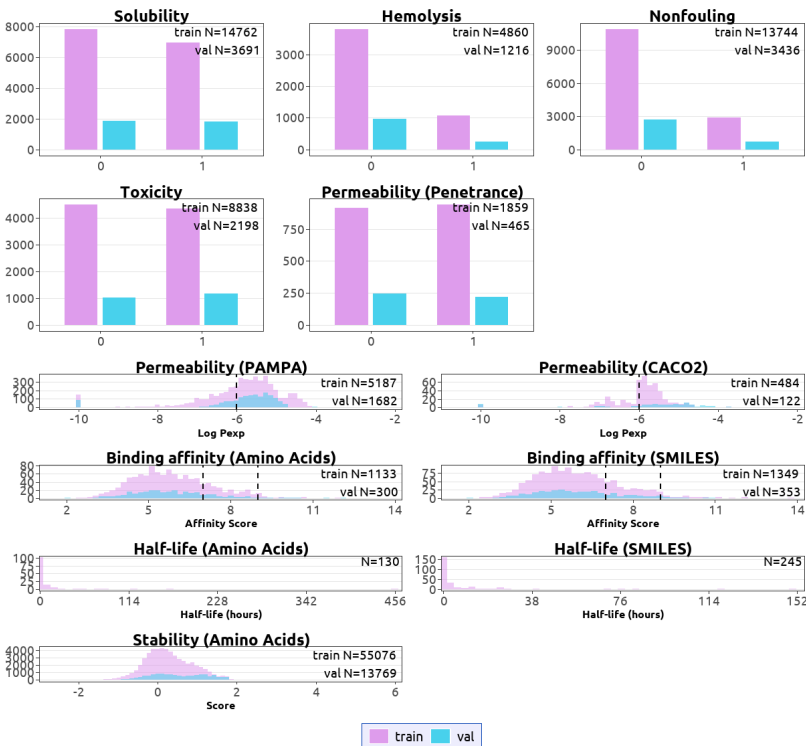 Solubility
train N=14762
val N=3691
8000
6000
4000
2000
0
0 1
Hemolysis
train N=4860
val N=1216
3000
2000
1000
0
0 1
Nonfouling
train N=13744
val N=3436
9000
6000
3000
0
0 1
Toxicity
train N=8838
val N=2198
4000
3000
2000
1000
0
0 1
Permeability (Penetrance)
train N=1859
val N=465
750
500
250
0
0 1
Permeability (PAMPA)
train N=5187
val N=1682
300
200
100
0
-10 -8 -6 -4 -2
Log Pexp
Permeability (CACO2)
train N=484
val N=122
60
40
20
0
-10 -8 -6 -4 -2
Log Pexp
Binding affinity (Amino Acids)
train N=1133
val N=300
80
60
40
20
0
2 5 8 11 14
Affinity Score
Binding affinity (SMILES)
train N=1349
val N=353
75
50
25
0
2 5 8 11 14
Affinity Score
Half-life (Amino Acids)
N=130
100
75
50
25
0
0 114 228 342 456
Half-life (hours)
Half-life (SMILES)
N=245
150
100
50
0
0 38 76 114 152
Half-life (hours)
Stability (Amino Acids)
train N=55076
val N=13769
4000
3000
2000
1000
0
-2 0 2 4 6
Score
train val